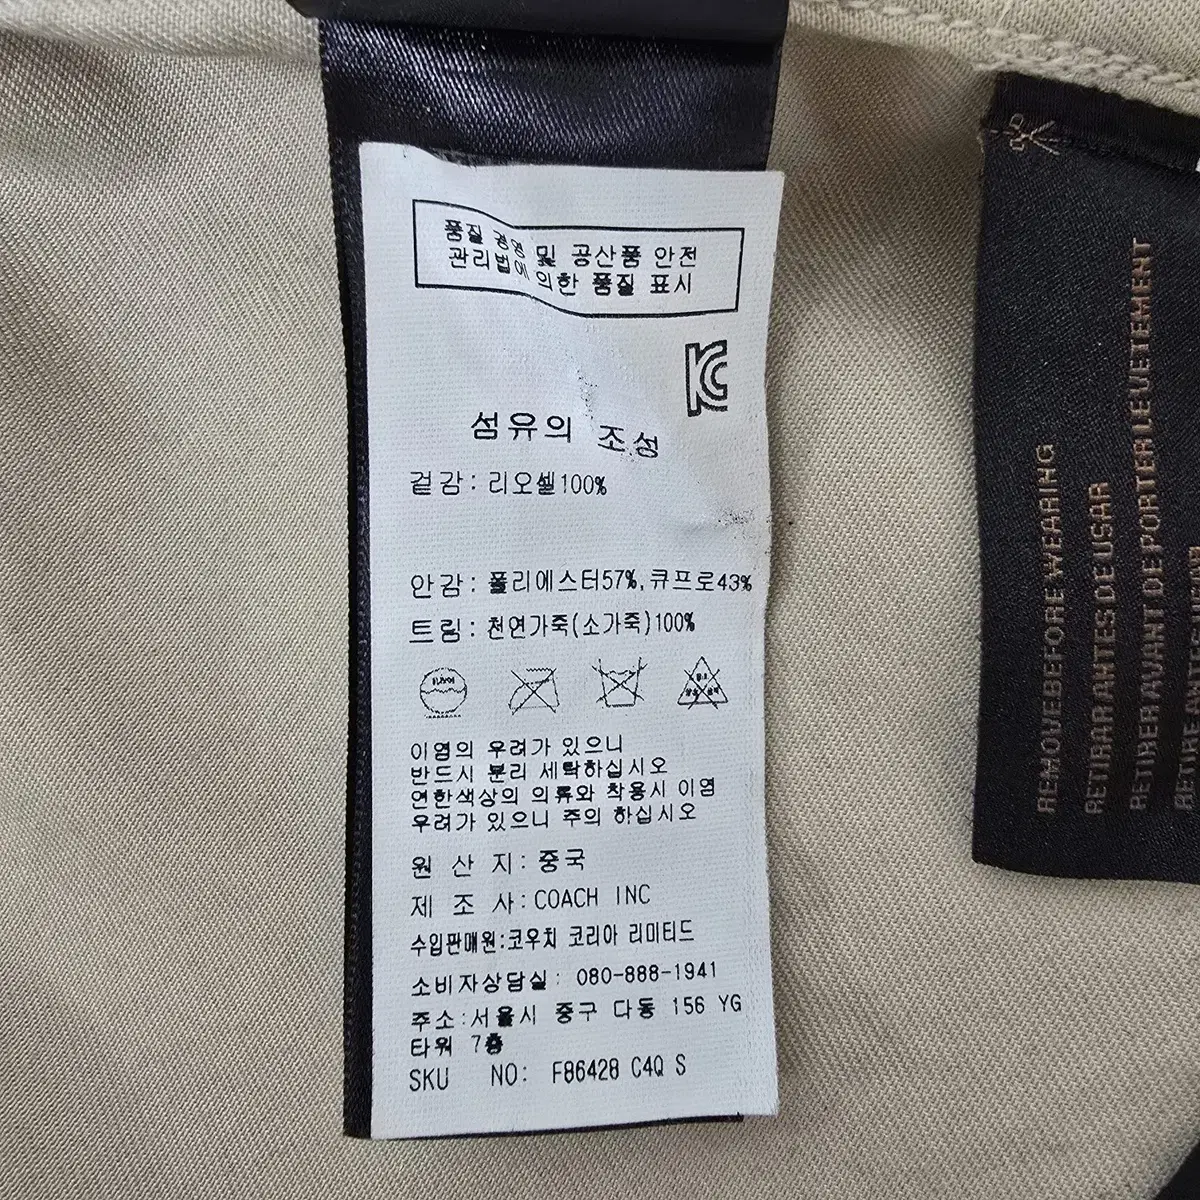 품질 경영 및 공산품 안전
관리법에 의한 품질 표시
KC
섬유의 조성
겉감: 리오셀100%
안감: 폴리에스터57%, 큐프로43%
트림: 천연가죽(소가죽)100%
이염의 우려가 있으니
반드시 분리 세탁하십시오
연한색상의 의류와 착용시 이염
우려가 있으니 주의 하십시오
원 산 지: 중국
제 조 사: COACH INC
수입판매원:코우치 코리아 리미티드
소비자상담실: 080-888-1941
주소:서울시 중구 다동 156 YG
타워 7층
SKU NO: F86428 C4Q S
REMOVE BEFORE WEARING
RETIRAR ANTES DE USAR
RETIRER AVANT DE PORTER LE VETEMENT